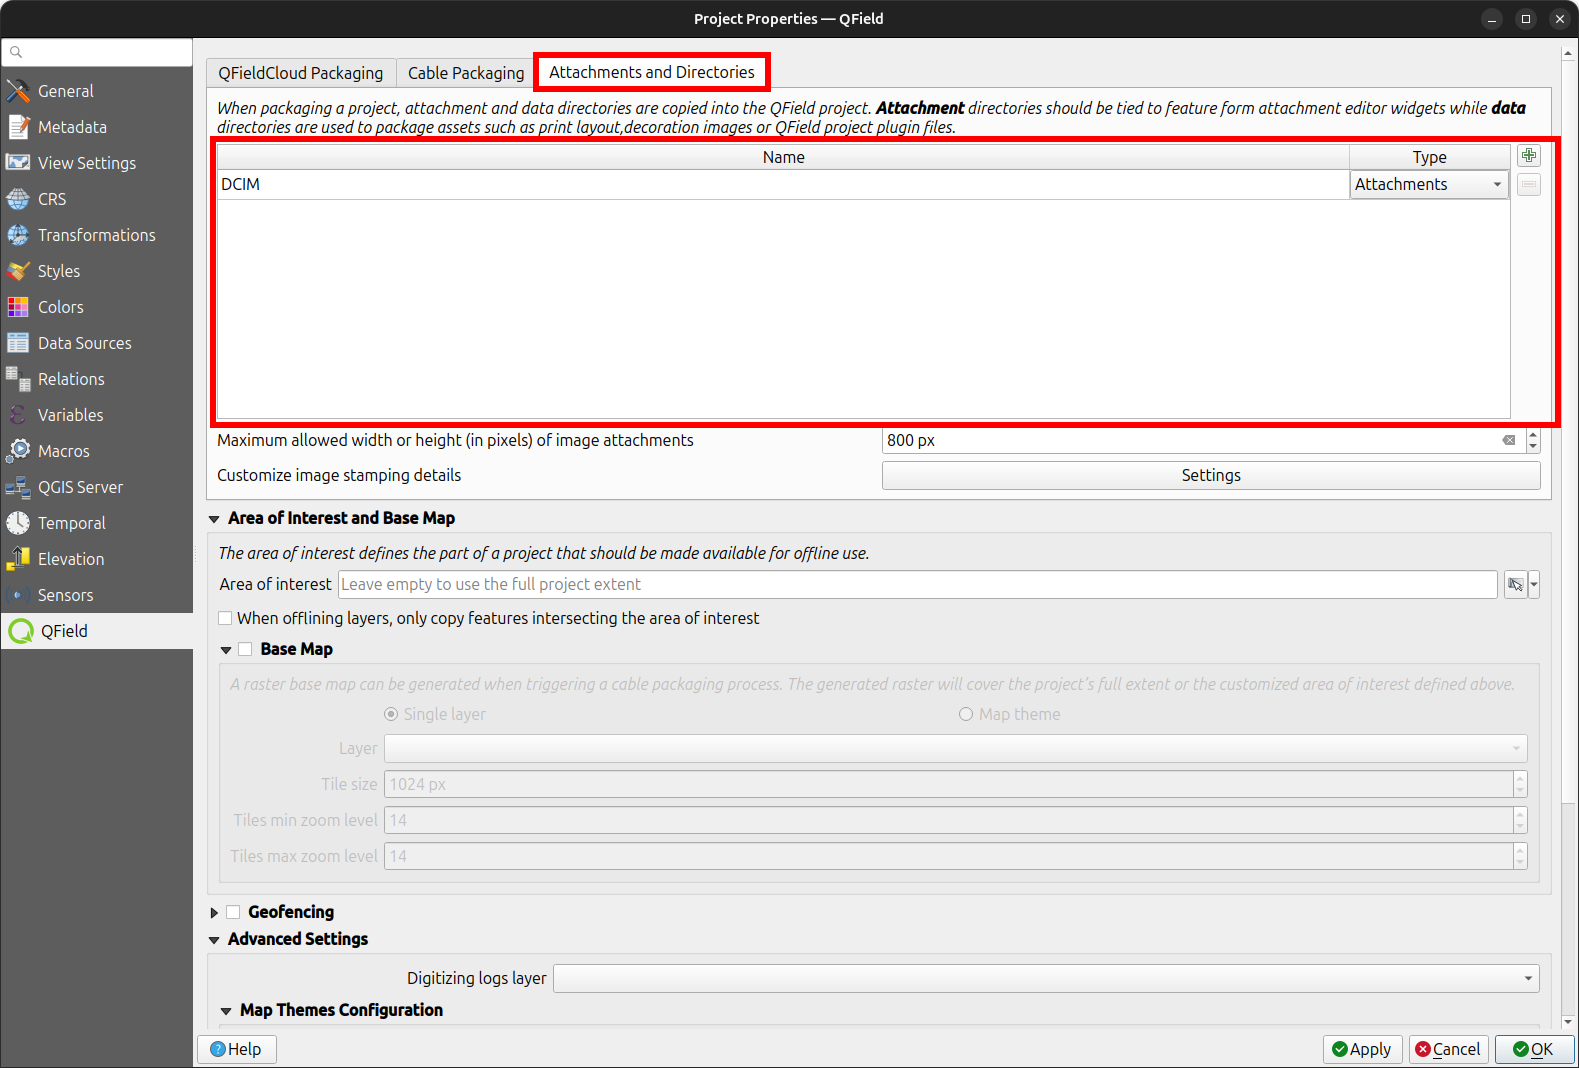 Project Properties — QField
General
Metadata
View Settings
CRS
Transformations
Styles
Colors
Data Sources
Relations
Variables
Macros
QGIS Server
Temporal
Elevation
Sensors
QField
QFieldCloud Packaging
Cable Packaging
Attachments and Directories
When packaging a project, attachment and data directories are copied into the QField project. Attachment directories should be tied to feature form attachment editor widgets while data
directories are used to package assets such as print layout,decoration images or QField project plugin files.
Name Type
DCIM Attachments
Maximum allowed width or height (in pixels) of image attachments 800 px
Customize image stamping details Settings
Area of Interest and Base Map
The area of interest defines the part of a project that should be made available for offline use.
Area of interest Leave empty to use the full project extent
When offlining layers, only copy features intersecting the area of interest
Base Map
A raster base map can be generated when triggering a cable packaging process. The generated raster will cover the project's full extent or the customized area of interest defined above.
Single layer Map theme
Layer
Tile size 1024 px
Tiles min zoom level 14
Tiles max zoom level 14
Geofencing
Advanced Settings
Digitizing logs layer
Map Themes Configuration
Help Apply Cancel OK